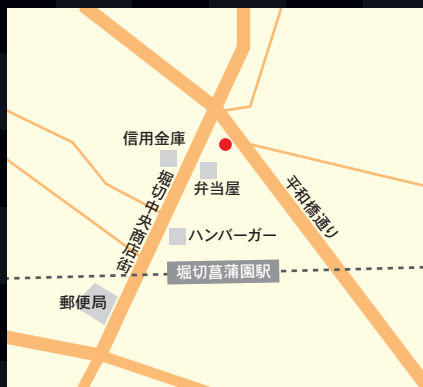 信用金庫
弁当屋
堀切中央商店街
平和橋通り
ハンバーガー
堀切菖蒲園駅
郵便局